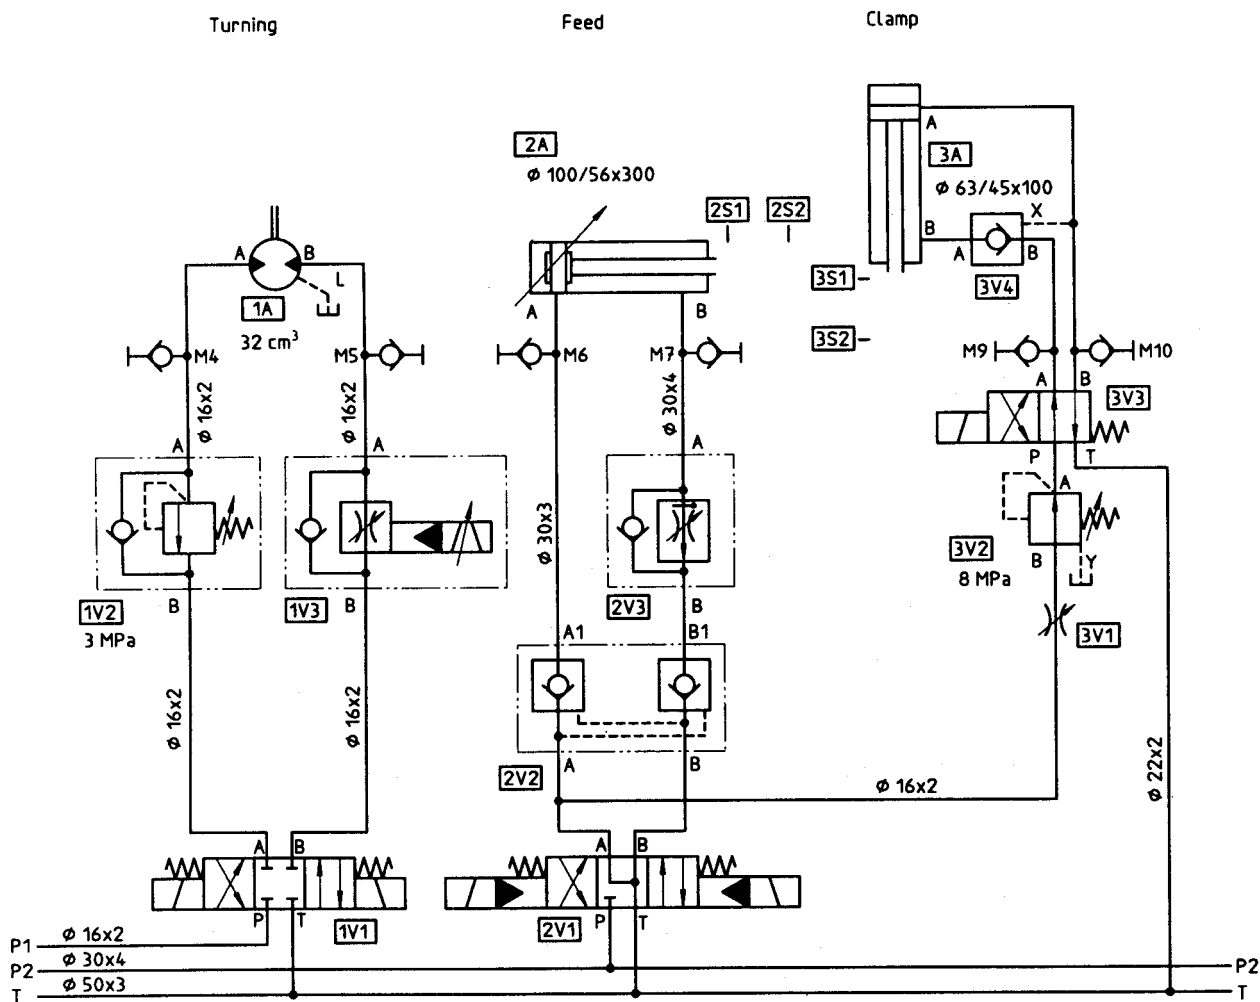 Turning
Feed
Clamp
2A
ø 100/56x300
A
3A
ø 63/45x100
2S1
2S2
X
A
B
B
A
B
L
3S1
3V4
1A
A
B
32 cm³
3S2
M4
M5
M6
M7
M9
M10
ø 16x2
ø 16x2
ø 30x4
A
B
3V3
A
A
A
P
T
A
ø 30x3
3V2
B
Y
8 MPa
1V2
B
1V3
B
2V3
B
3 MPa
A1
B1
3V1
ø 16x2
ø 16x2
2V2
A
B
ø 16x2
ø 22x2
A
B
A
B
P
T
1V1
2V1
P
T
P1
ø 16x2
P2
ø 30x4
P2
T
ø 50x3
T